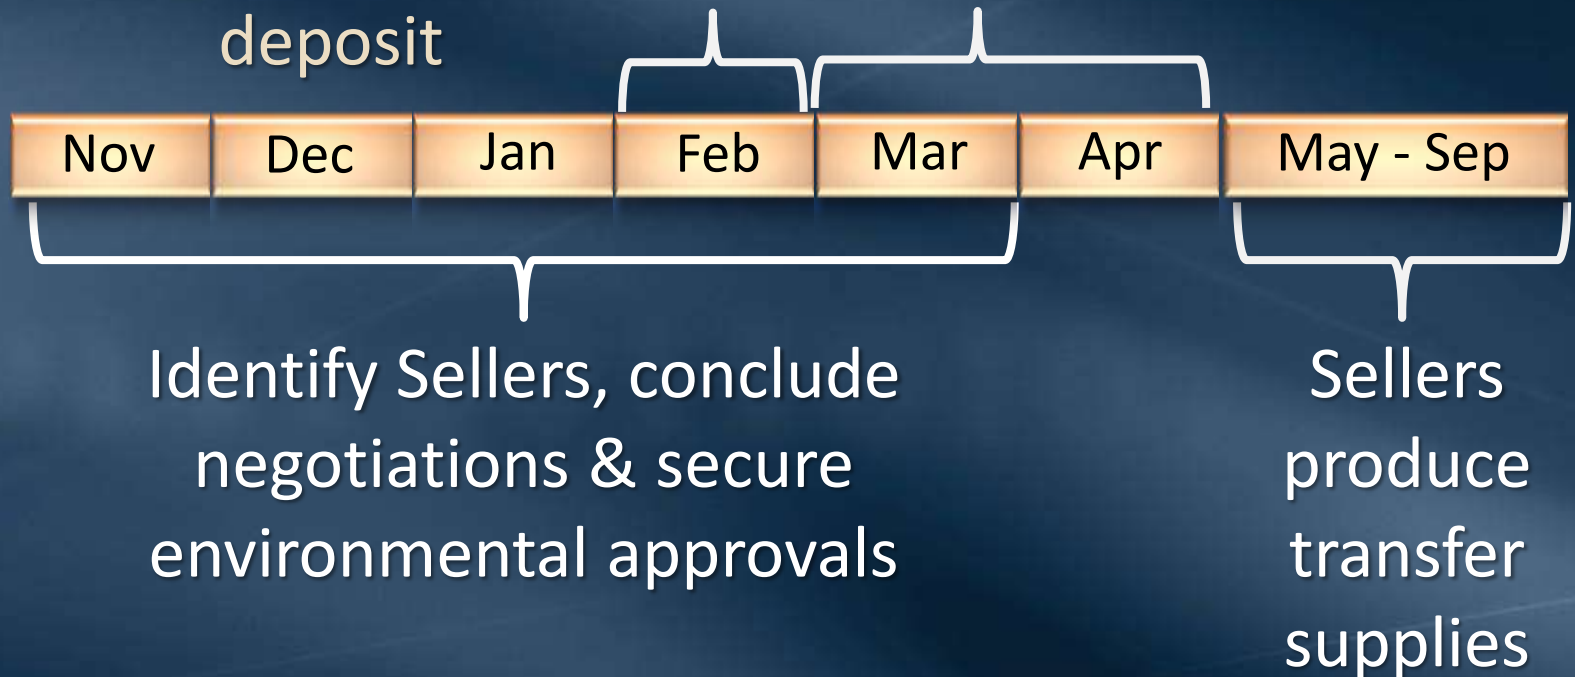 deposit
Nov Dec Jan Feb Mar Apr May - Sep
Identify Sellers, conclude
negotiations & secure
environmental approvals
Sellers
produce
transfer
supplies